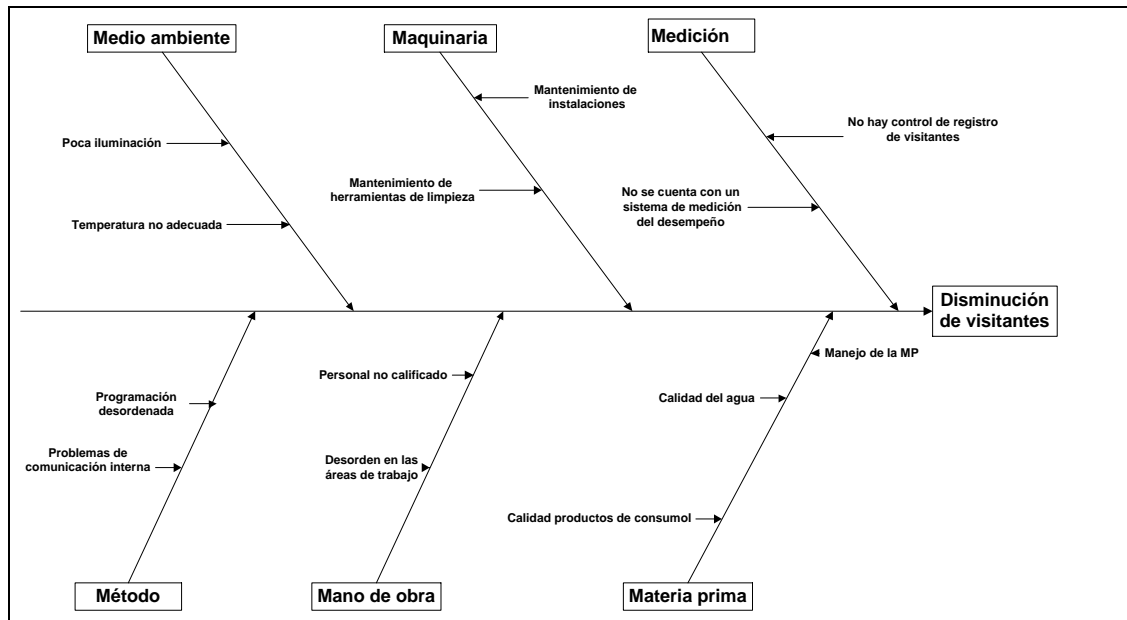 Medio ambiente
Maquinaria
Medición
Mantenimiento de
instalaciones
No hay control de registro
de visitantes
Poca iluminación
Mantenimiento de
herramientas de limpieza
No se cuenta con un
sistema de medición
del desempeño
Temperatura no adecuada
Disminución
de visitantes
Manejo de la MP
Personal no calificado
Calidad del agua
Programación
desordenada
Problemas de
comunicación interna
Desorden en las
áreas de trabajo
Calidad productos de consumol
Método
Mano de obra
Materia prima